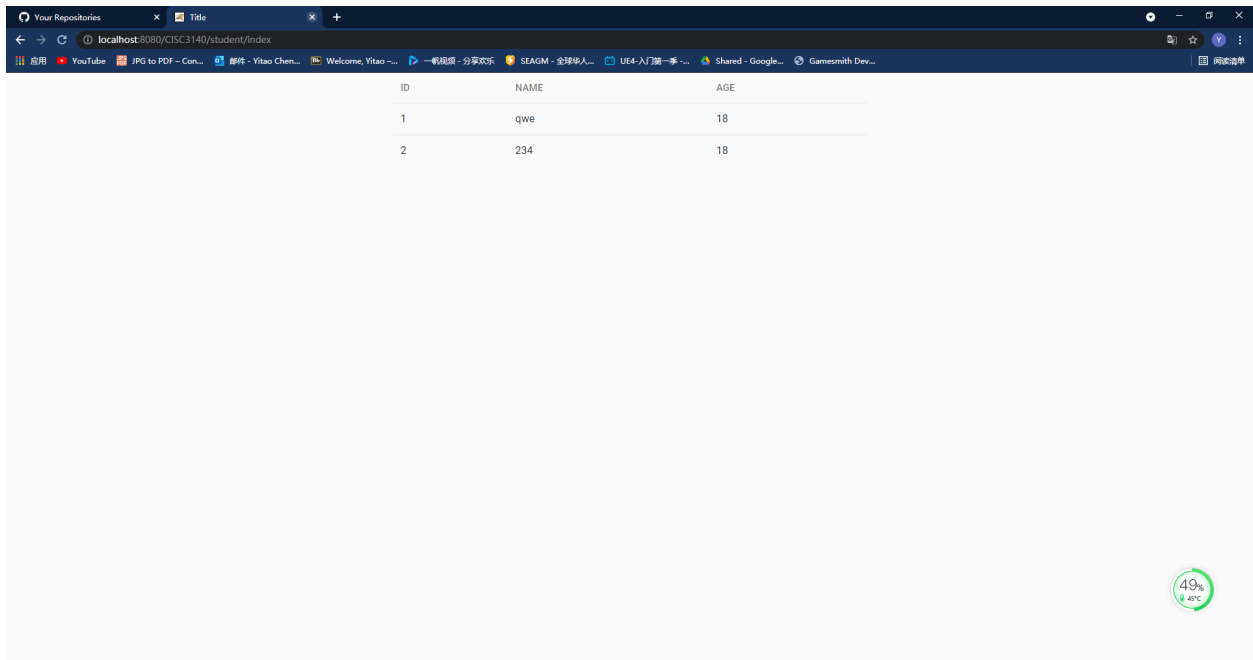 Your Repositories
Title
localhost:8080/CISC3140/student/index
Y
应用 YouTube JPG to PDF – Con... 邮件 - Yitao Chen... Welcome, Yitao –... 一帆视频 - 分享欢乐 SEAGM - 全球华人... UE4-入门第一季 -... Shared - Google... Gamesmith Dev... 阅读清单
ID NAME AGE
1 qwe 18
2 234 18
49%
45°C